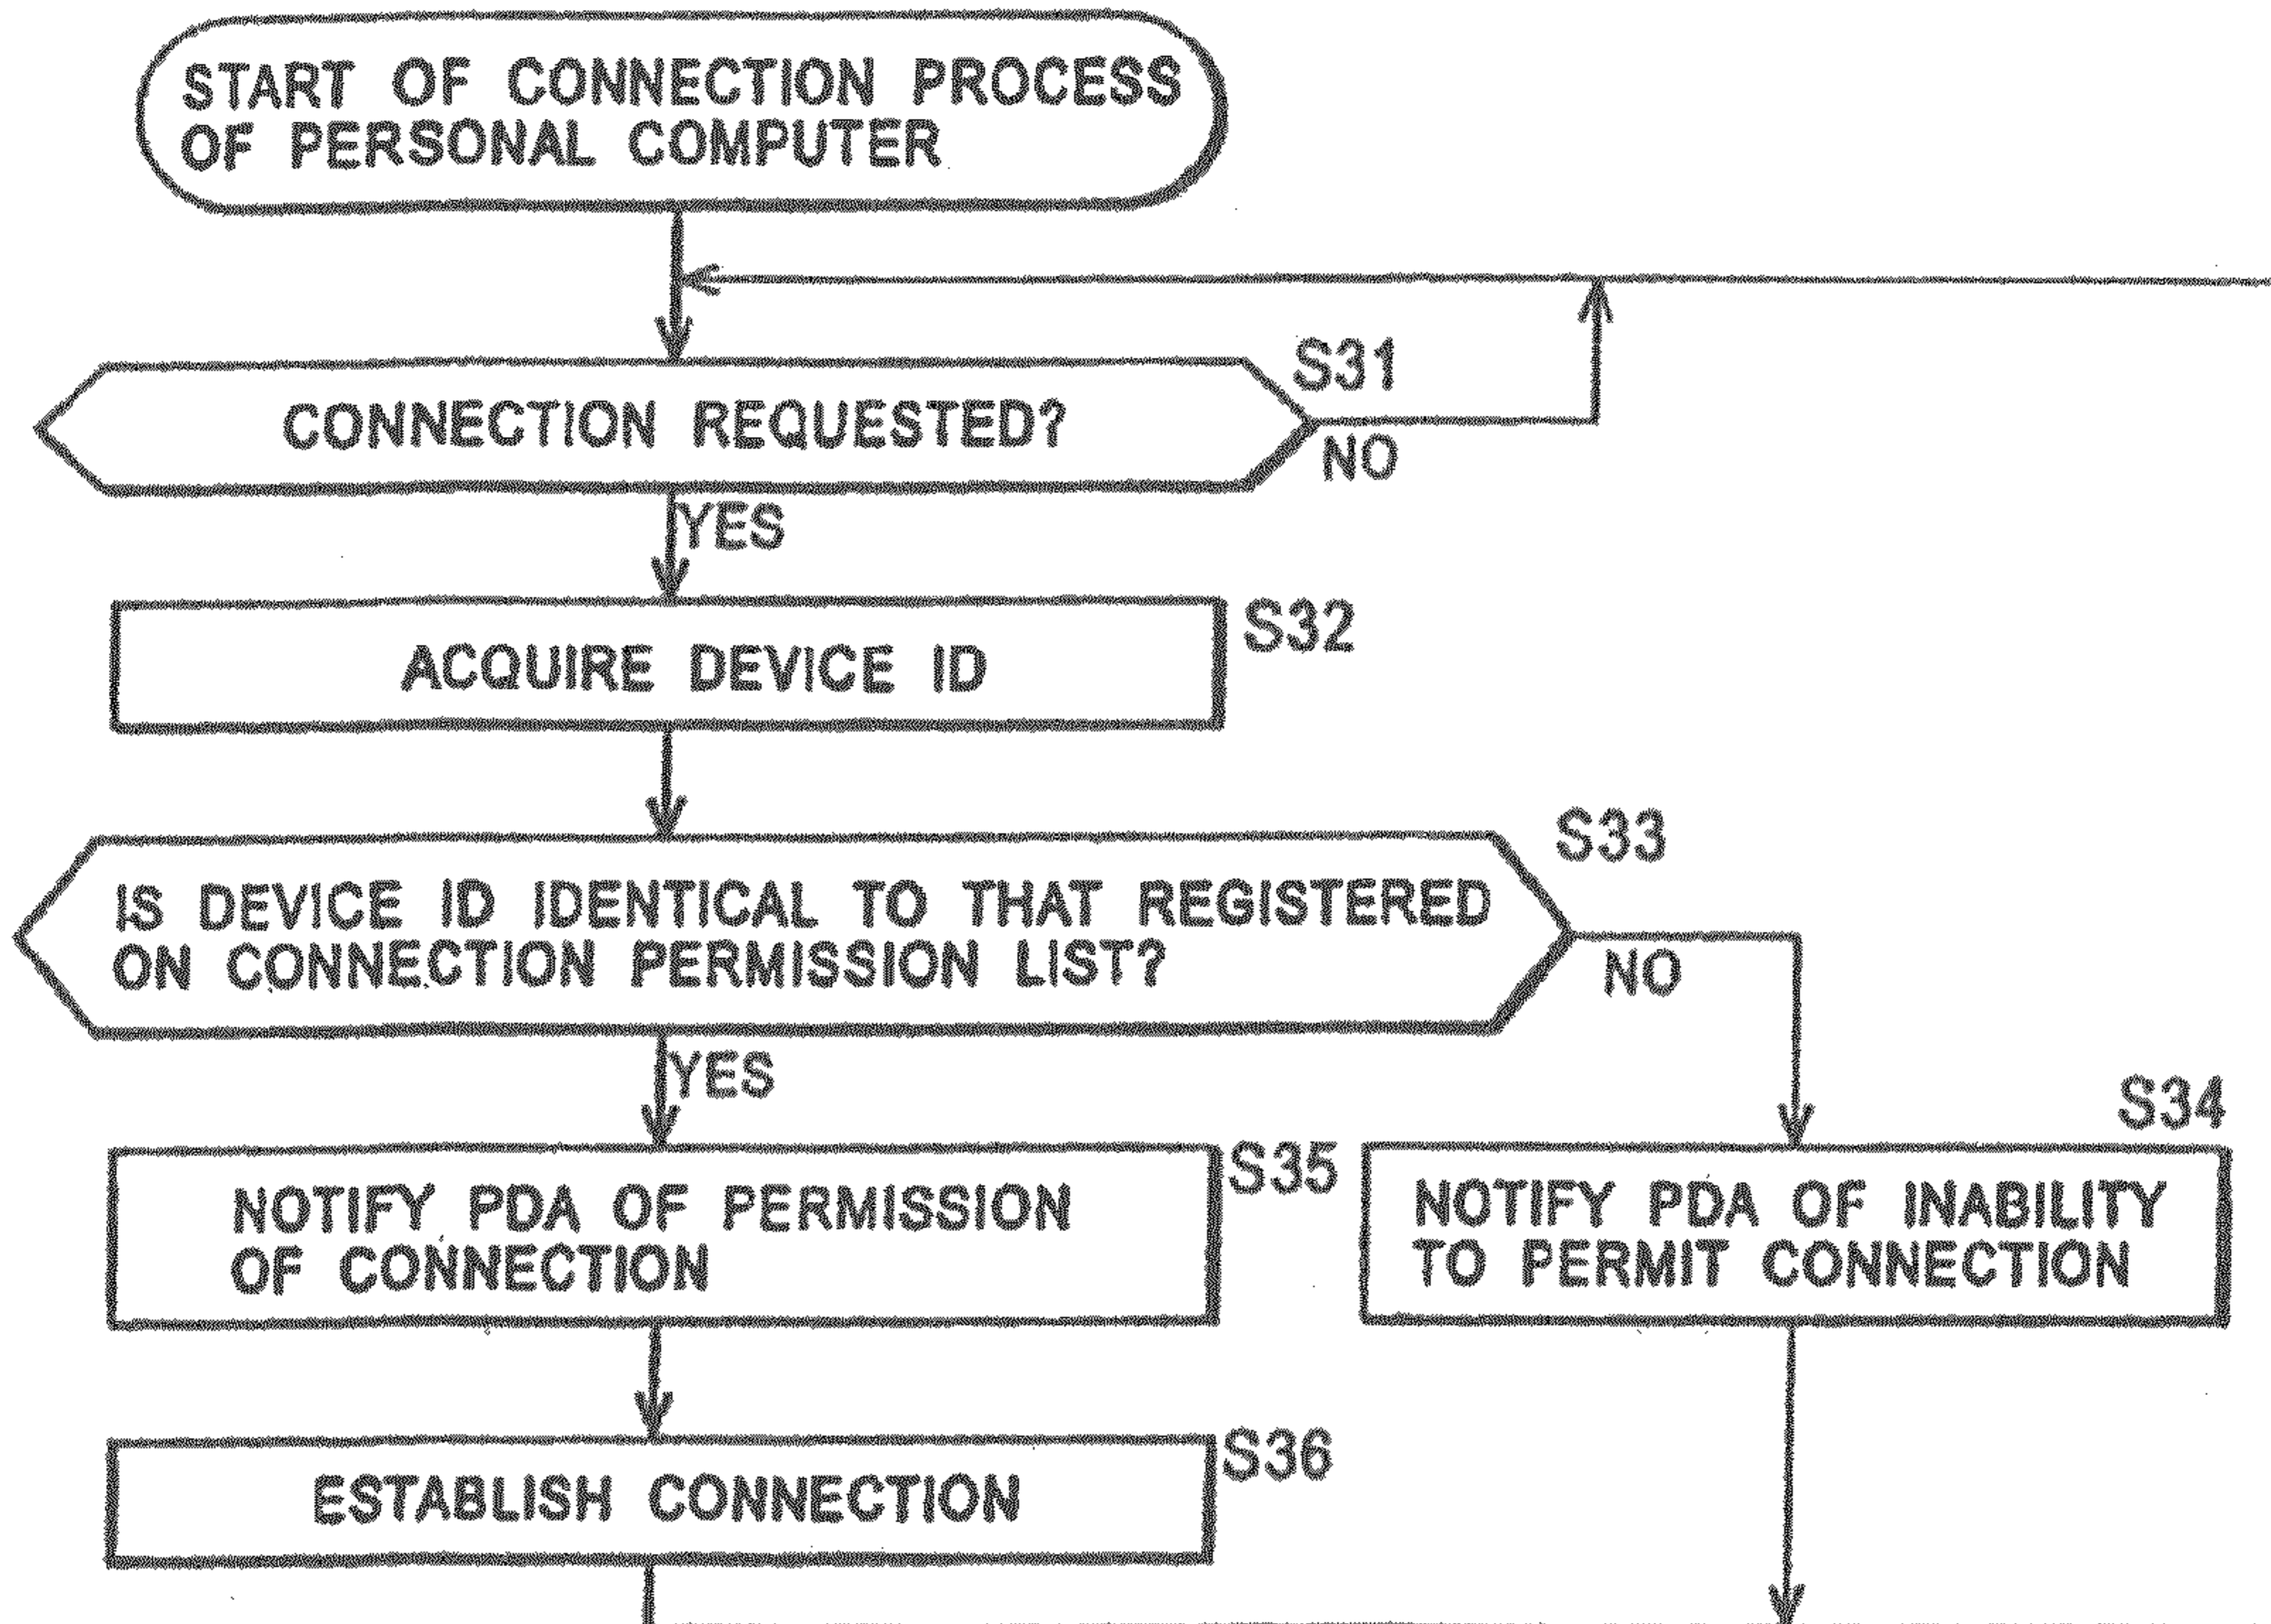 START OF CONNECTION PROCESS
OF PERSONAL COMPUTER
S31
CONNECTION REQUESTED?
NO
YES
S32
ACQUIRE DEVICE ID
S33
IS DEVICE ID IDENTICAL TO THAT REGISTERED
ON CONNECTION PERMISSION LIST?
NO
YES
S34
S35
NOTIFY PDA OF PERMISSION
OF CONNECTION
NOTIFY PDA OF INABILITY
TO PERMIT CONNECTION
S36
ESTABLISH CONNECTION